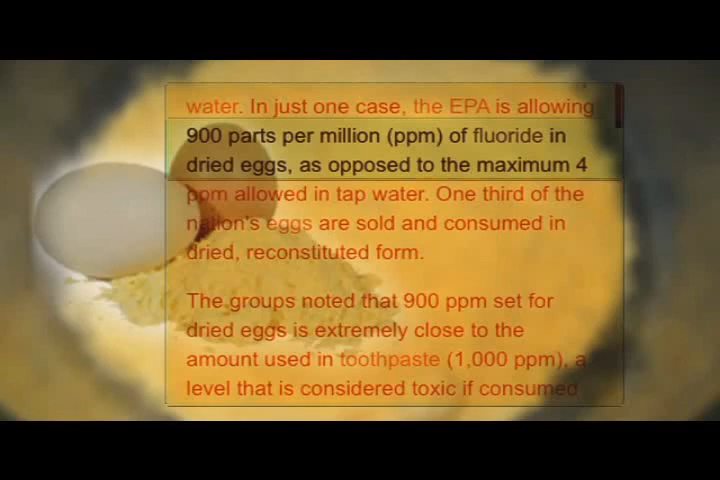 water. In just one case, the EPA is allowing
900 parts per million (ppm) of fluoride in
dried eggs, as opposed to the maximum 4
ppm allowed in tap water. One third of the
nation's eggs are sold and consumed in
dried, reconstituted form.
The groups noted that 900 ppm set for
dried eggs is extremely close to the
amount used in toothpaste (1,000 ppm), a
level that is considered toxic if consumed